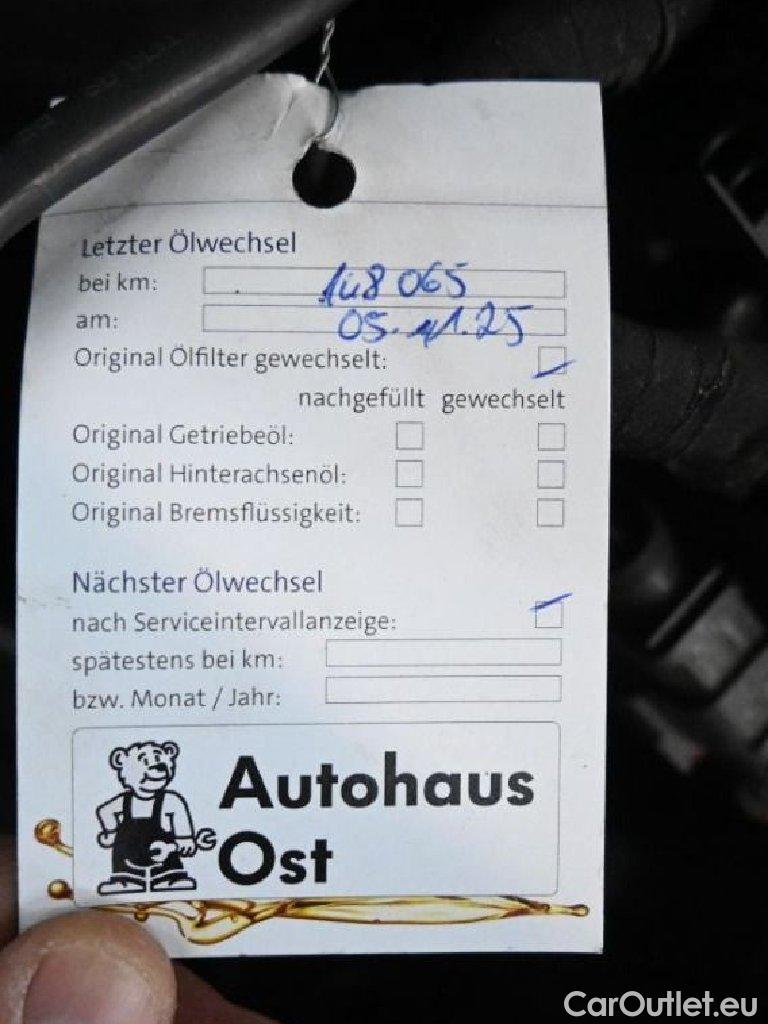 Letzter Ölwechsel
bei km: 148 065
am: 05.11.25
Original Ölfilter gewechselt:
nachgefüllt gewechselt
Original Getriebeöl:
Original Hinterachsenöl:
Original Bremsflüssigkeit:
Nächster Ölwechsel
nach Serviceintervallanzeige:
spätestens bei km:
bzw. Monat / Jahr:
Autohaus
Ost
CarOutlet.eu